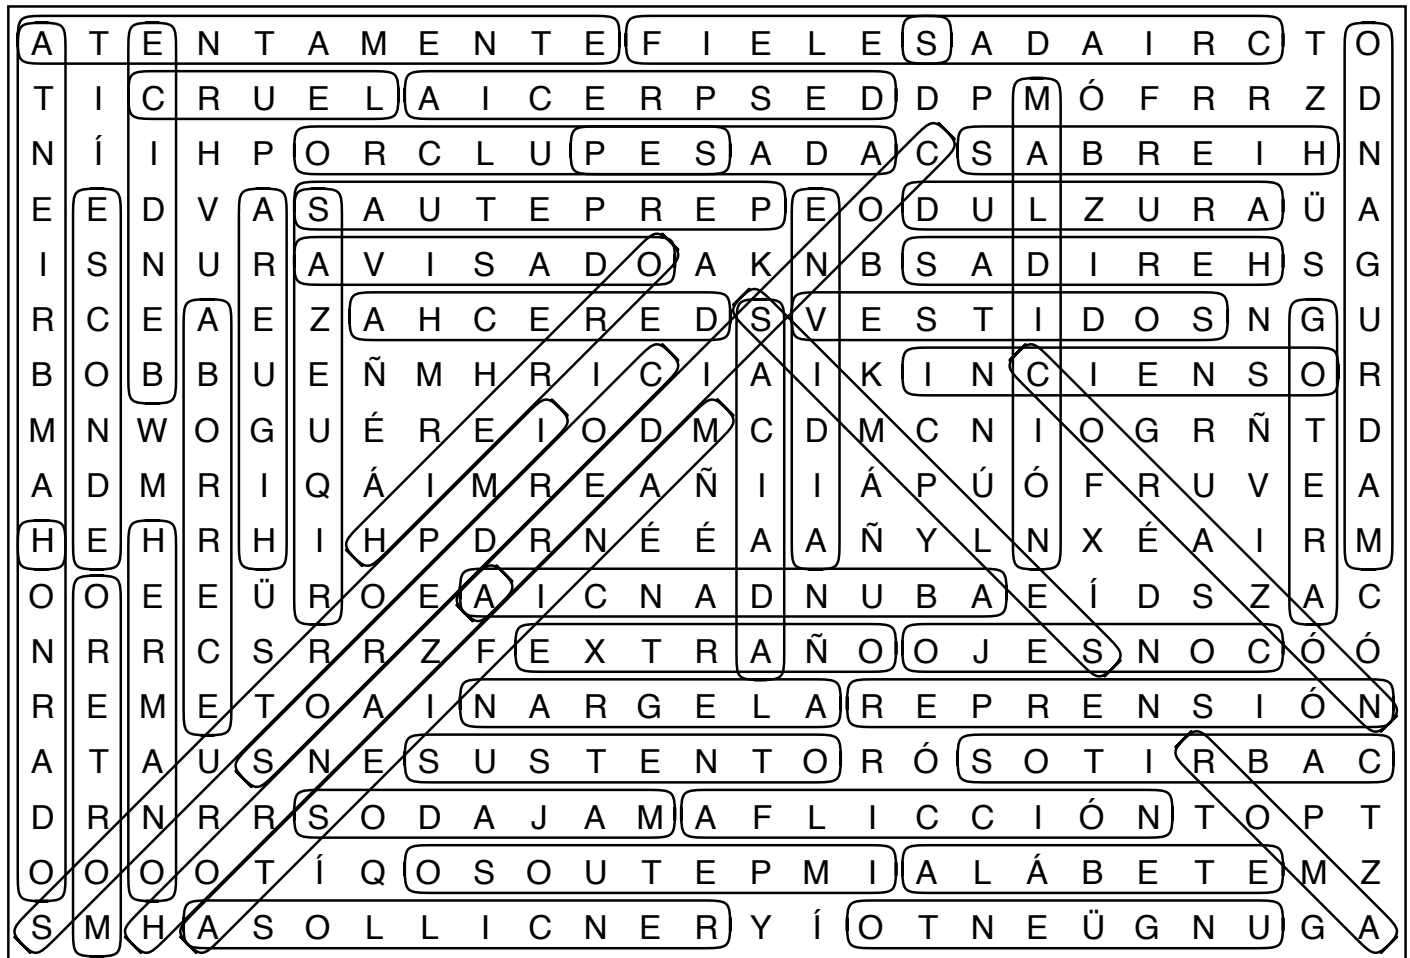 A T E N T A M E N T E F I E L E S A D A I R C T O
T I C R U E L A I C E R P S E D D P M Ó F R R Z D
N Í I H P O R C L U P E S A D A C S A B R E I H N
E E D V A S A U T E P R E P E O D U L Z U R A Ü A
I S N U R A V I S A D O A K N B S A D I R E H S G
R C E A E Z A H C E R E D S V E S T I D O S N G U
B O B B U E Ñ M H R I C I A I K I N C I E N S O R
M N W O G U É R E I O D M C D M C N I O G R Ñ T D
A D M R I Q Á I M R E A Ñ I I Á P Ú Ó F R U V E A
H E H R H I H P D R N É É A A Ñ Y L N X É A I R M
O O E E Ü R O E A I C N A D N U B A E Í D S Z A C
N R R C S R R Z F E X T R A Ñ O O J E S N O C Ó Ó
R E M E T O A I N A R G E L A R E P R E N S I Ó N
A T A U S N E S U S T E N T O R Ó S O T I R B A C
D R N R R S O D A J A M A F L I C C I Ó N T O P T
O O O O T Í Q O S O U T E P M I A L Á B E T E M Z
S M H A S O L L I C N E R Y Í O T N E Ü G N U G A